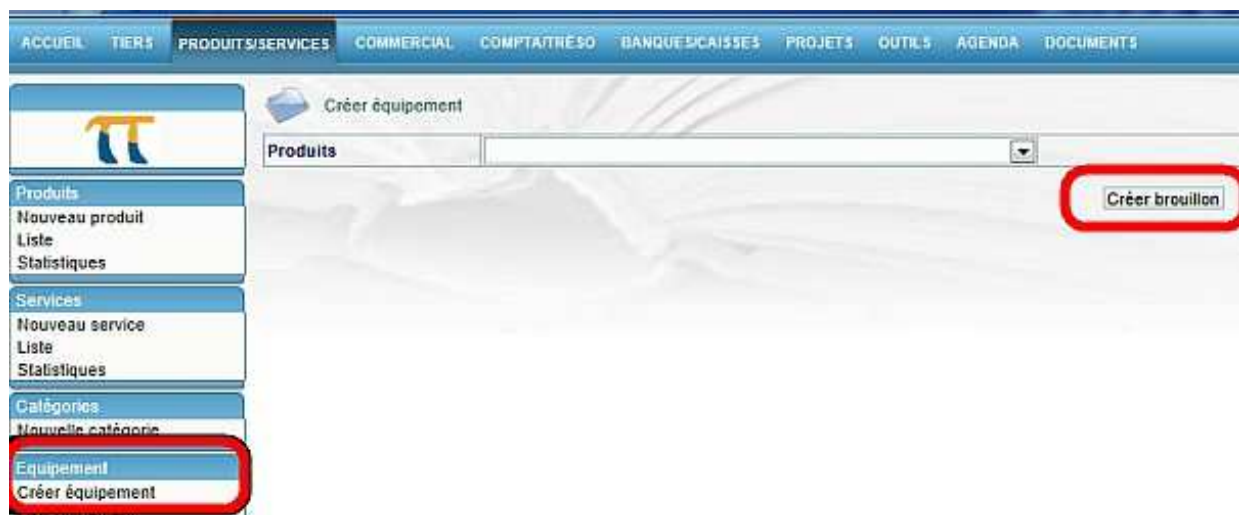 ACCUEIL TIERS PRODUITS/SERVICES COMMERCIAL COMPTA/TRÉSO BANQUES/CAISSES PROJETS OUTILS AGENDA DOCUMENTS
Créer équipement
Produits
Créer brouillon
Produits
Nouveau produit
Liste
Statistiques
Services
Nouveau service
Liste
Statistiques
Catégories
Nouvelle catégorie
Equipement
Créer équipement